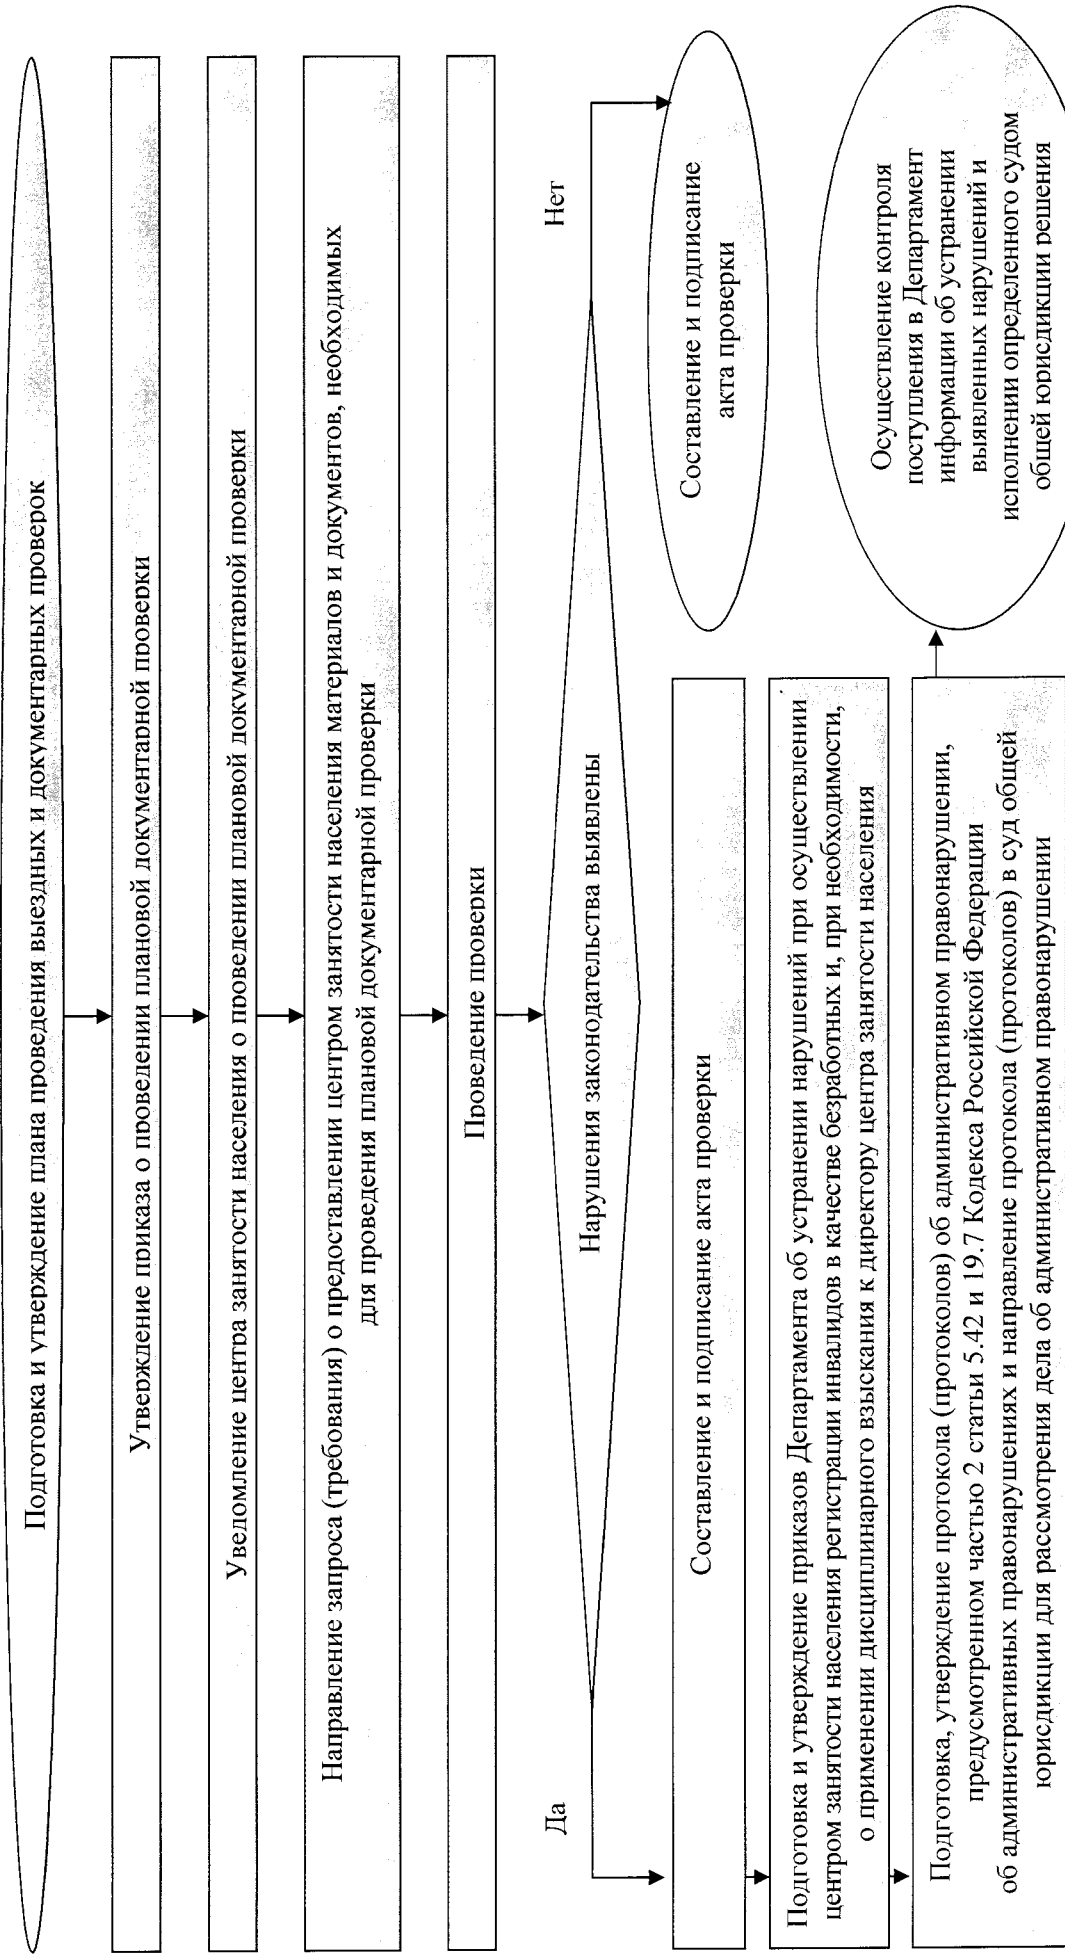 Подготовка и утверждение плана проведения выездных и документарных проверок
Утверждение приказа о проведении плановой документарной проверки
Уведомление центра занятости населения о проведении плановой документарной проверки
Направление запроса (требования) о предоставлении центром занятости населения материалов и документов, необходимых
для проведения плановой документарной проверки
Проведение проверки
Нарушения законодательства выявлены
Да
Нет
Составление и подписание акта проверки
Составление и подписание
акта проверки
Подготовка и утверждение приказов Департамента об устранении нарушений при осуществлении
центром занятости населения регистрации инвалидов в качестве безработных и, при необходимости,
о применении дисциплинарного взыскания к директору центра занятости населения
Подготовка, утверждение протокола (протоколов) об административном правонарушении,
предусмотренном частью 2 статьи 5.42 и 19.7 Кодекса Российской Федерации
об административных правонарушениях и направление протокола (протоколов) в суд общей
юрисдикции для рассмотрения дела об административном правонарушении
Осуществление контроля
поступления в Департамент
информации об устранении
выявленных нарушений и
исполнении определенного судом
общей юрисдикции решения